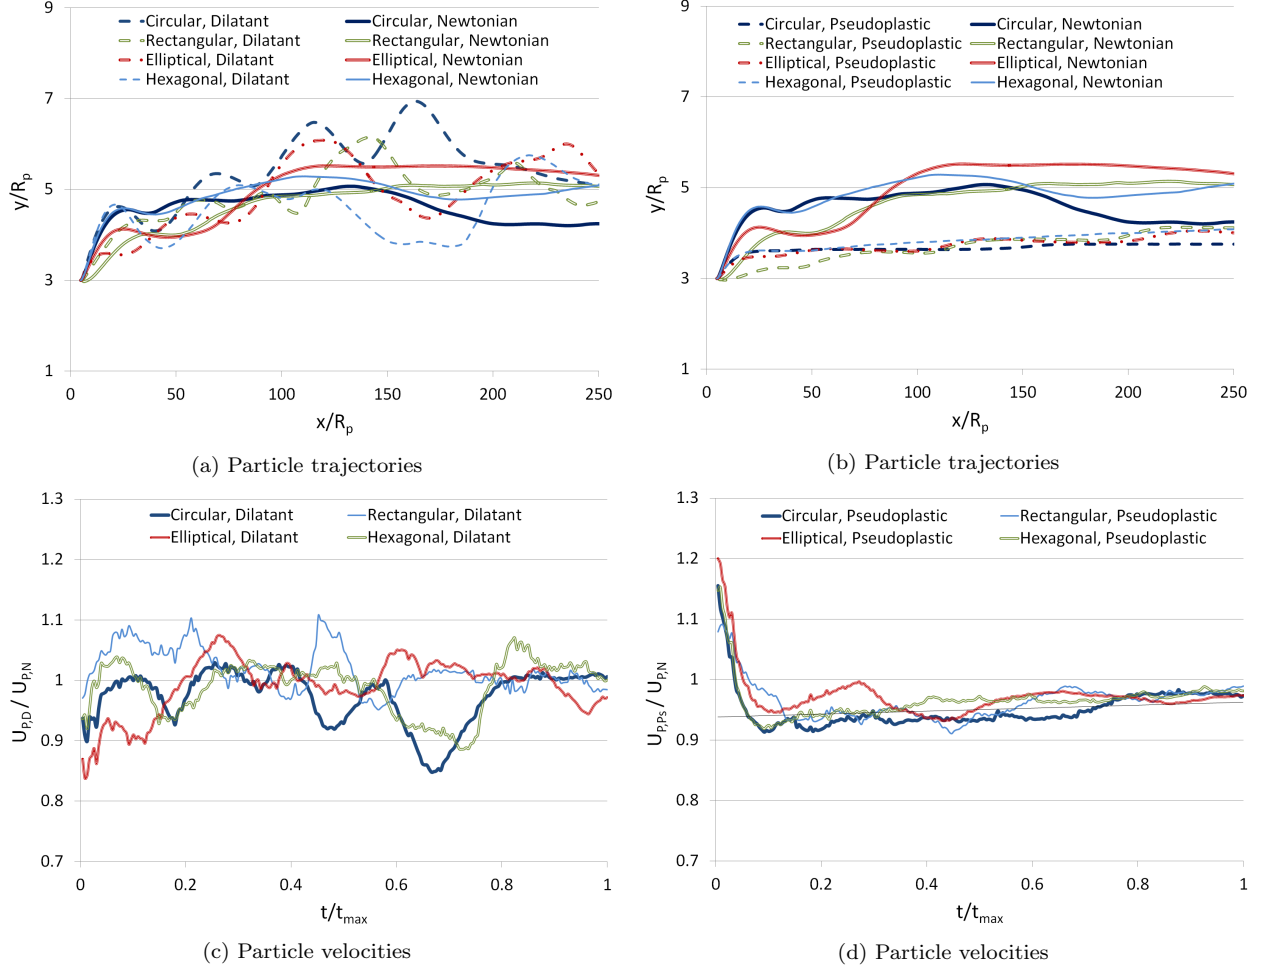 Circular, Dilatant
Circular, Newtonian
Rectangular, Dilatant
Rectangular, Newtonian
Elliptical, Dilatant
Elliptical, Newtonian
Hexagonal, Dilatant
Hexagonal, Newtonian
y/Rp
9
7
5
3
1
0 50 100 150 200 250
x/Rp
(a) Particle trajectories
Circular, Pseudoplastic
Circular, Newtonian
Rectangular, Pseudoplastic
Rectangular, Newtonian
Elliptical, Pseudoplastic
Elliptical, Newtonian
Hexagonal, Pseudoplastic
Hexagonal, Newtonian
y/Rp
9
7
5
3
1
0 50 100 150 200 250
x/Rp
(b) Particle trajectories
Circular, Dilatant
Rectangular, Dilatant
Elliptical, Dilatant
Hexagonal, Dilatant
UP,D / UP,N
1.3
1.2
1.1
1
0.9
0.8
0.7
0 0.2 0.4 0.6 0.8 1
t/tmax
(c) Particle velocities
Circular, Pseudoplastic
Rectangular, Pseudoplastic
Elliptical, Pseudoplastic
Hexagonal, Pseudoplastic
UP,Ps / UP,N
1.3
1.2
1.1
1
0.9
0.8
0.7
0 0.2 0.4 0.6 0.8 1
t/tmax
(d) Particle velocities